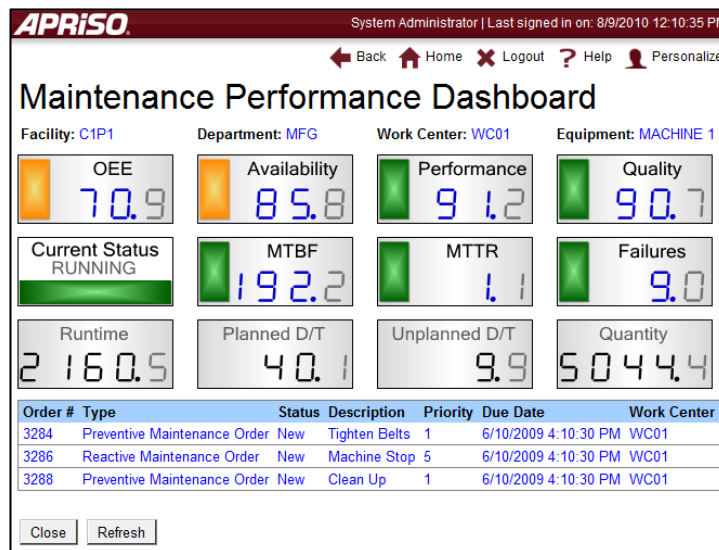 APRISO.
System Administrator | Last signed in on: 8/9/2010 12:10:35 PM
Back Home Logout ? Help Personalize
Maintenance Performance Dashboard
Facility: C1P1 Department: MFG Work Center: WC01 Equipment: MACHINE 1
OEE Availability Performance Quality
70.9 85.8 91.2 90.7
Current Status MTBF MTTR Failures
RUNNING
192.2 1.1 9.0
Runtime Planned D/T Unplanned D/T Quantity
2160.5 40.1 9.9 5044.4
Order # Type Status Description Priority Due Date Work Center
3284 Preventive Maintenance Order New Tighten Belts 1 6/10/2009 4:10:30 PM WC01
3286 Reactive Maintenance Order New Machine Stop 5 6/10/2009 4:10:30 PM WC01
3288 Preventive Maintenance Order New Clean Up 1 6/10/2009 4:10:30 PM WC01
Close Refresh